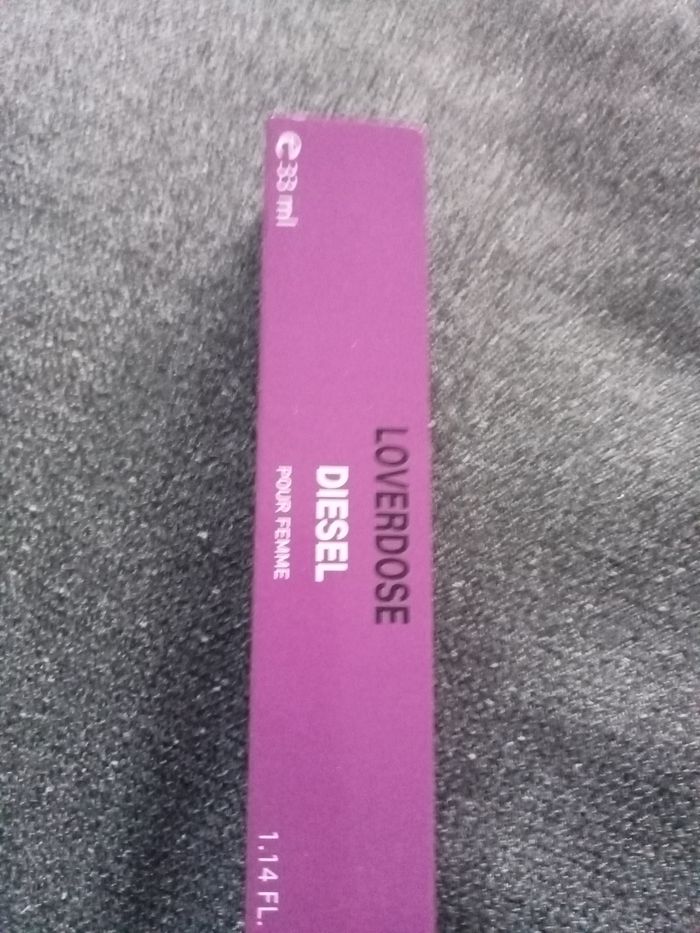 LOVERDOSE
DIESEL
POUR FEMME
e 33 ml
1.14 FL.